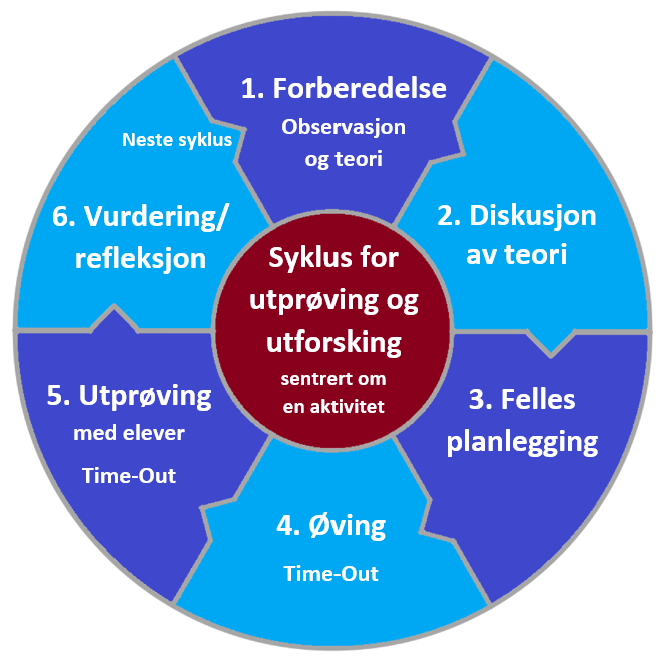 1. Forberedelse
Observasjon
og teori
2. Diskusjon
av teori
3. Felles
planlegging
4. Øving
Time-Out
5. Utprøving
med elever
Time-Out
6. Vurdering/
refleksjon
Neste syklus
Syklus for
utprøving og
utforsking
sentrert om
en aktivitet